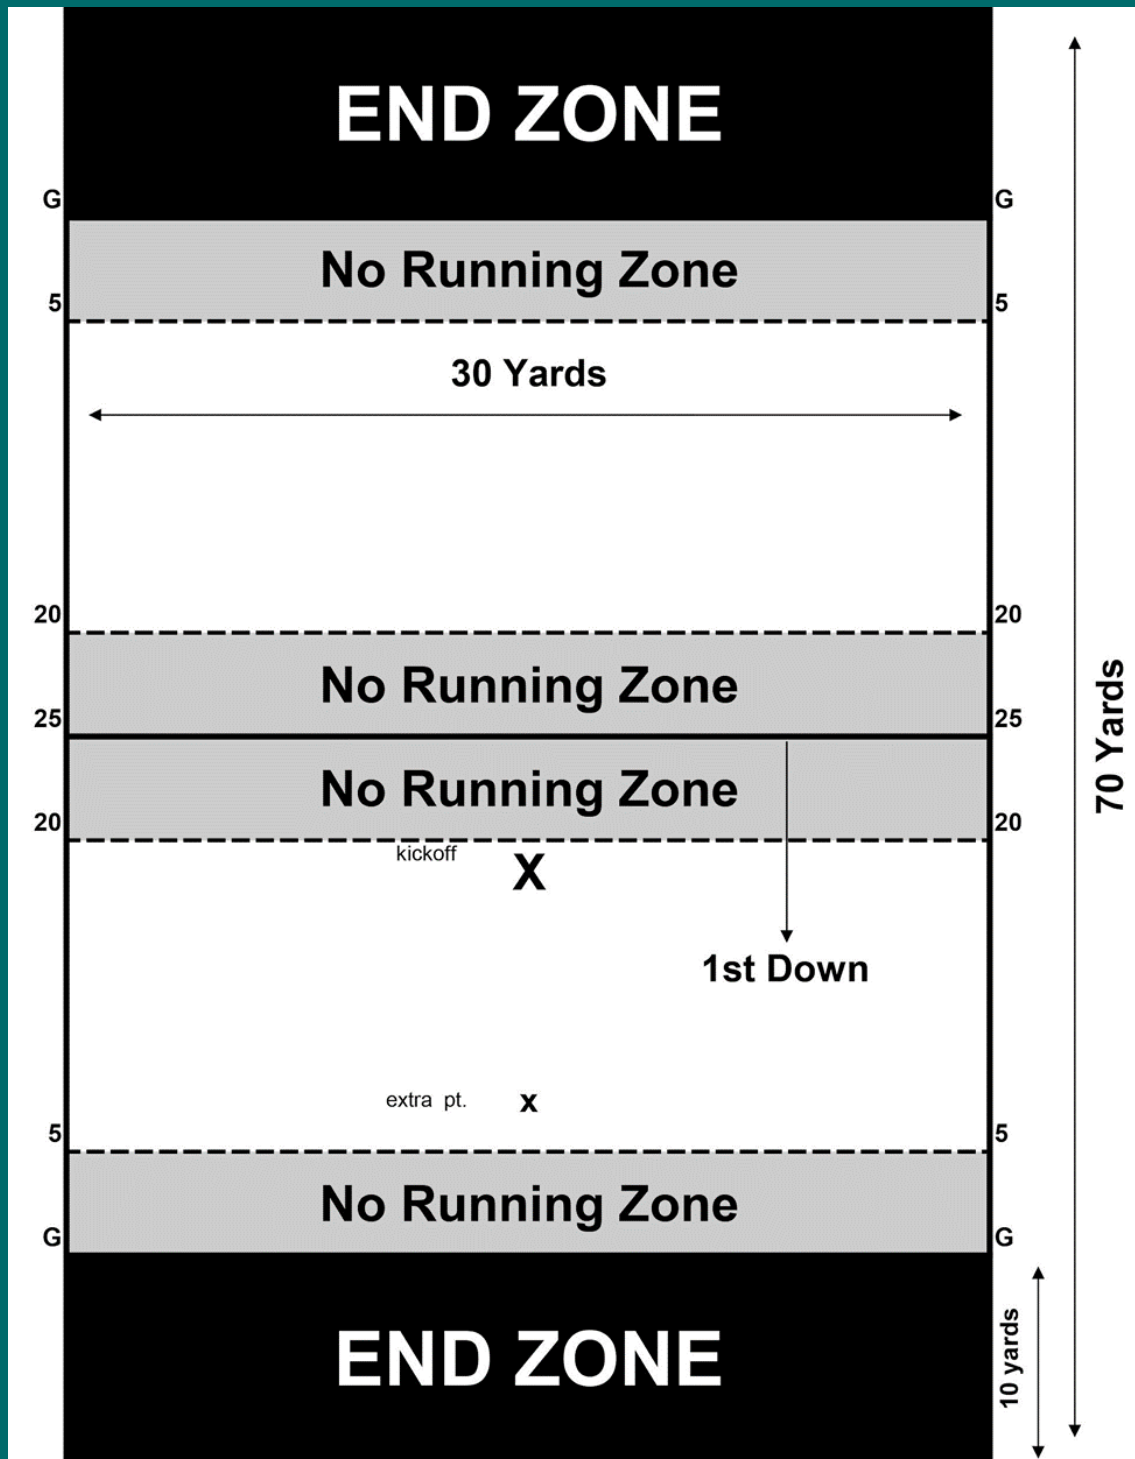 END ZONE
G G
No Running Zone
5 5
30 Yards
20 20
No Running Zone
25 25
70 Yards
No Running Zone
20 20
kickoff X
1st Down
extra pt. x
5 5
No Running Zone
G G
10 yards
END ZONE